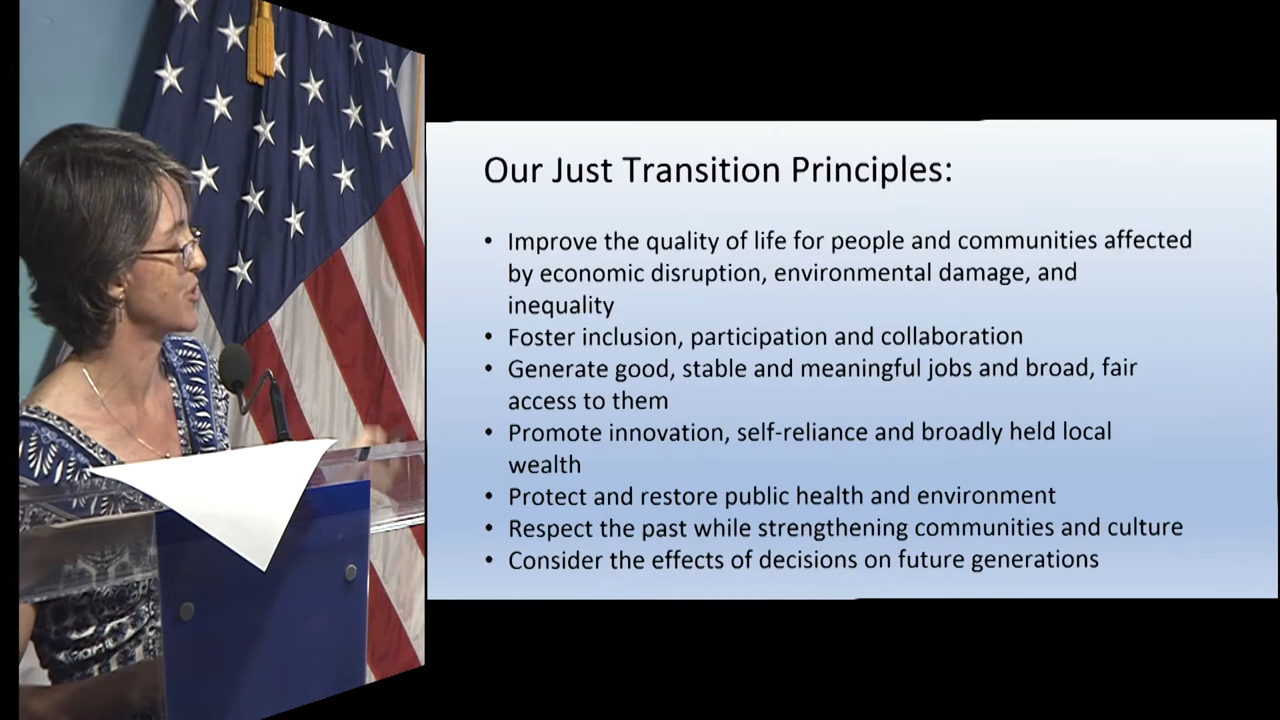 Our Just Transition Principles:
• Improve the quality of life for people and communities affected
by economic disruption, environmental damage, and
inequality
• Foster inclusion, participation and collaboration
• Generate good, stable and meaningful jobs and broad, fair
access to them
• Promote innovation, self-reliance and broadly held local
wealth
• Protect and restore public health and environment
• Respect the past while strengthening communities and culture
• Consider the effects of decisions on future generations